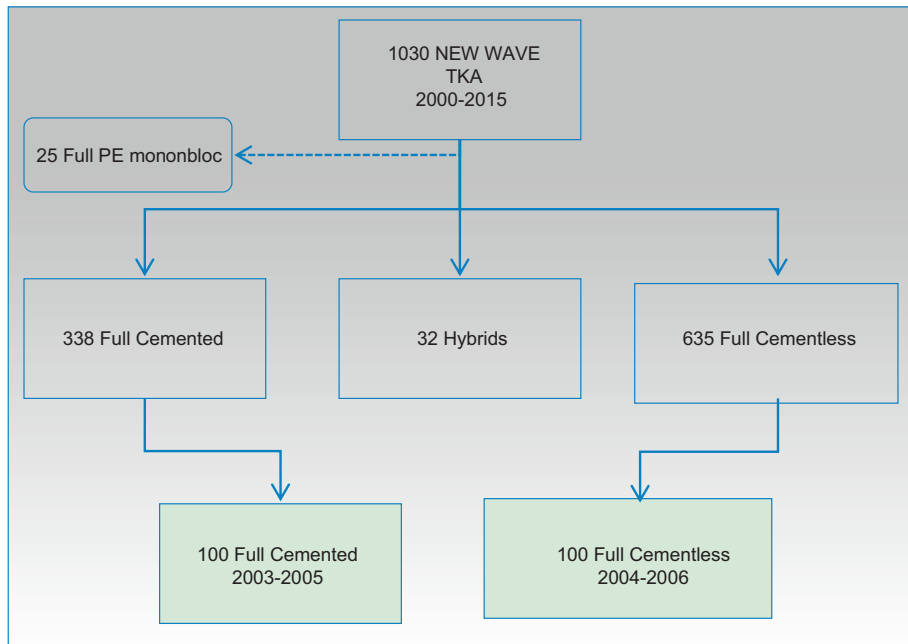 1030 NEW WAVE
TKA
2000-2015
25 Full PE mononbloc
338 Full Cemented
32 Hybrids
635 Full Cementless
100 Full Cemented
2003-2005
100 Full Cementless
2004-2006